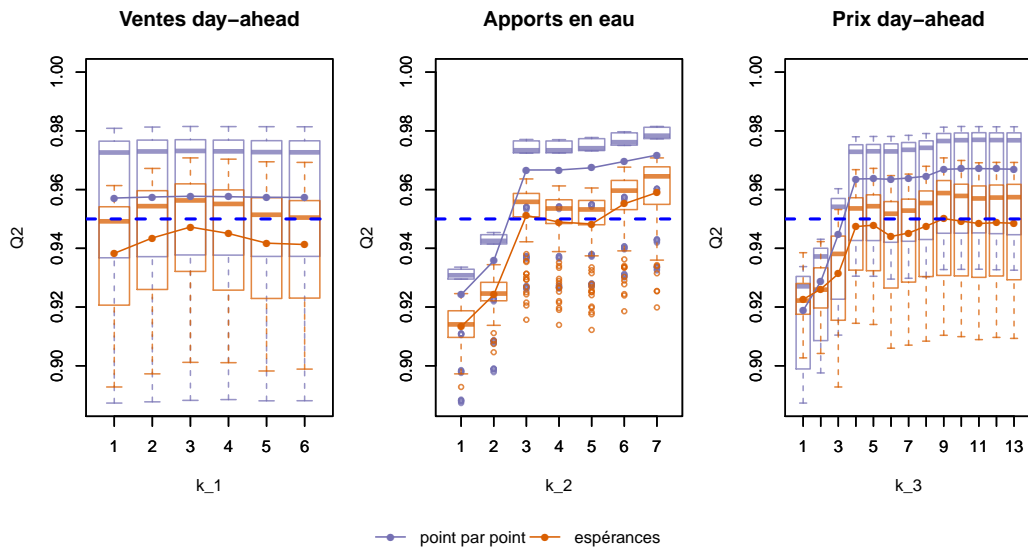 Ventes day−ahead
Apports en eau
Prix day−ahead
Q2
1.00
0.98
0.96
0.94
0.92
0.90
1 2 3 4 5 6
k_1
Q2
1.00
0.98
0.96
0.94
0.92
0.90
1 2 3 4 5 6 7
k_2
Q2
1.00
0.98
0.96
0.94
0.92
0.90
1 3 5 7 9 11 13
k_3
point par point
espérances